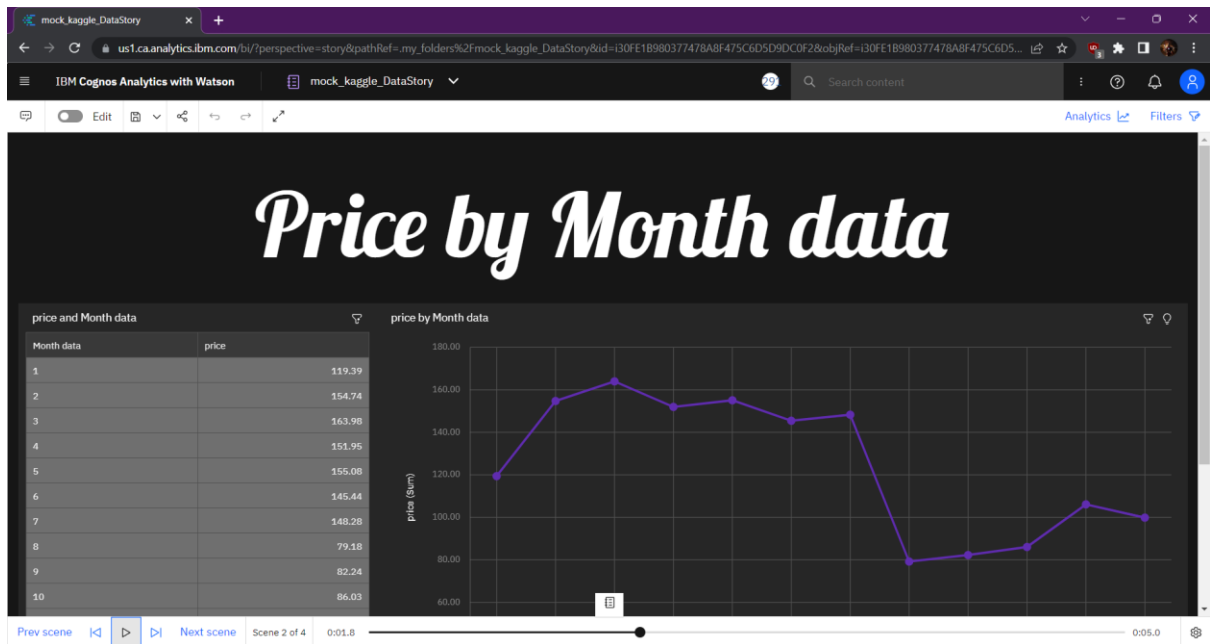 mock_kaggle_DataStory
us1.ca.analytics.ibm.com/bi/?perspective=story&pathRef=.my_folders%2Fmock_kaggle_DataStory&id=i30FE1B980377478A8F475C6D5D9DC0F2&objRef=i30FE1B980377478A8F475C6D5...
IBM Cognos Analytics with Watson
mock_kaggle_DataStory
Search content
Edit
Analytics
Filters
Price by Month data
price and Month data
Month data price
1 119.39
2 154.74
3 163.98
4 151.95
5 155.08
6 145.44
7 148.28
8 79.18
9 82.24
10 86.03
price by Month data
price (Sum)
180.00
160.00
140.00
120.00
100.00
80.00
60.00
Prev scene
Next scene
Scene 2 of 4
0:01.8
0:05.0